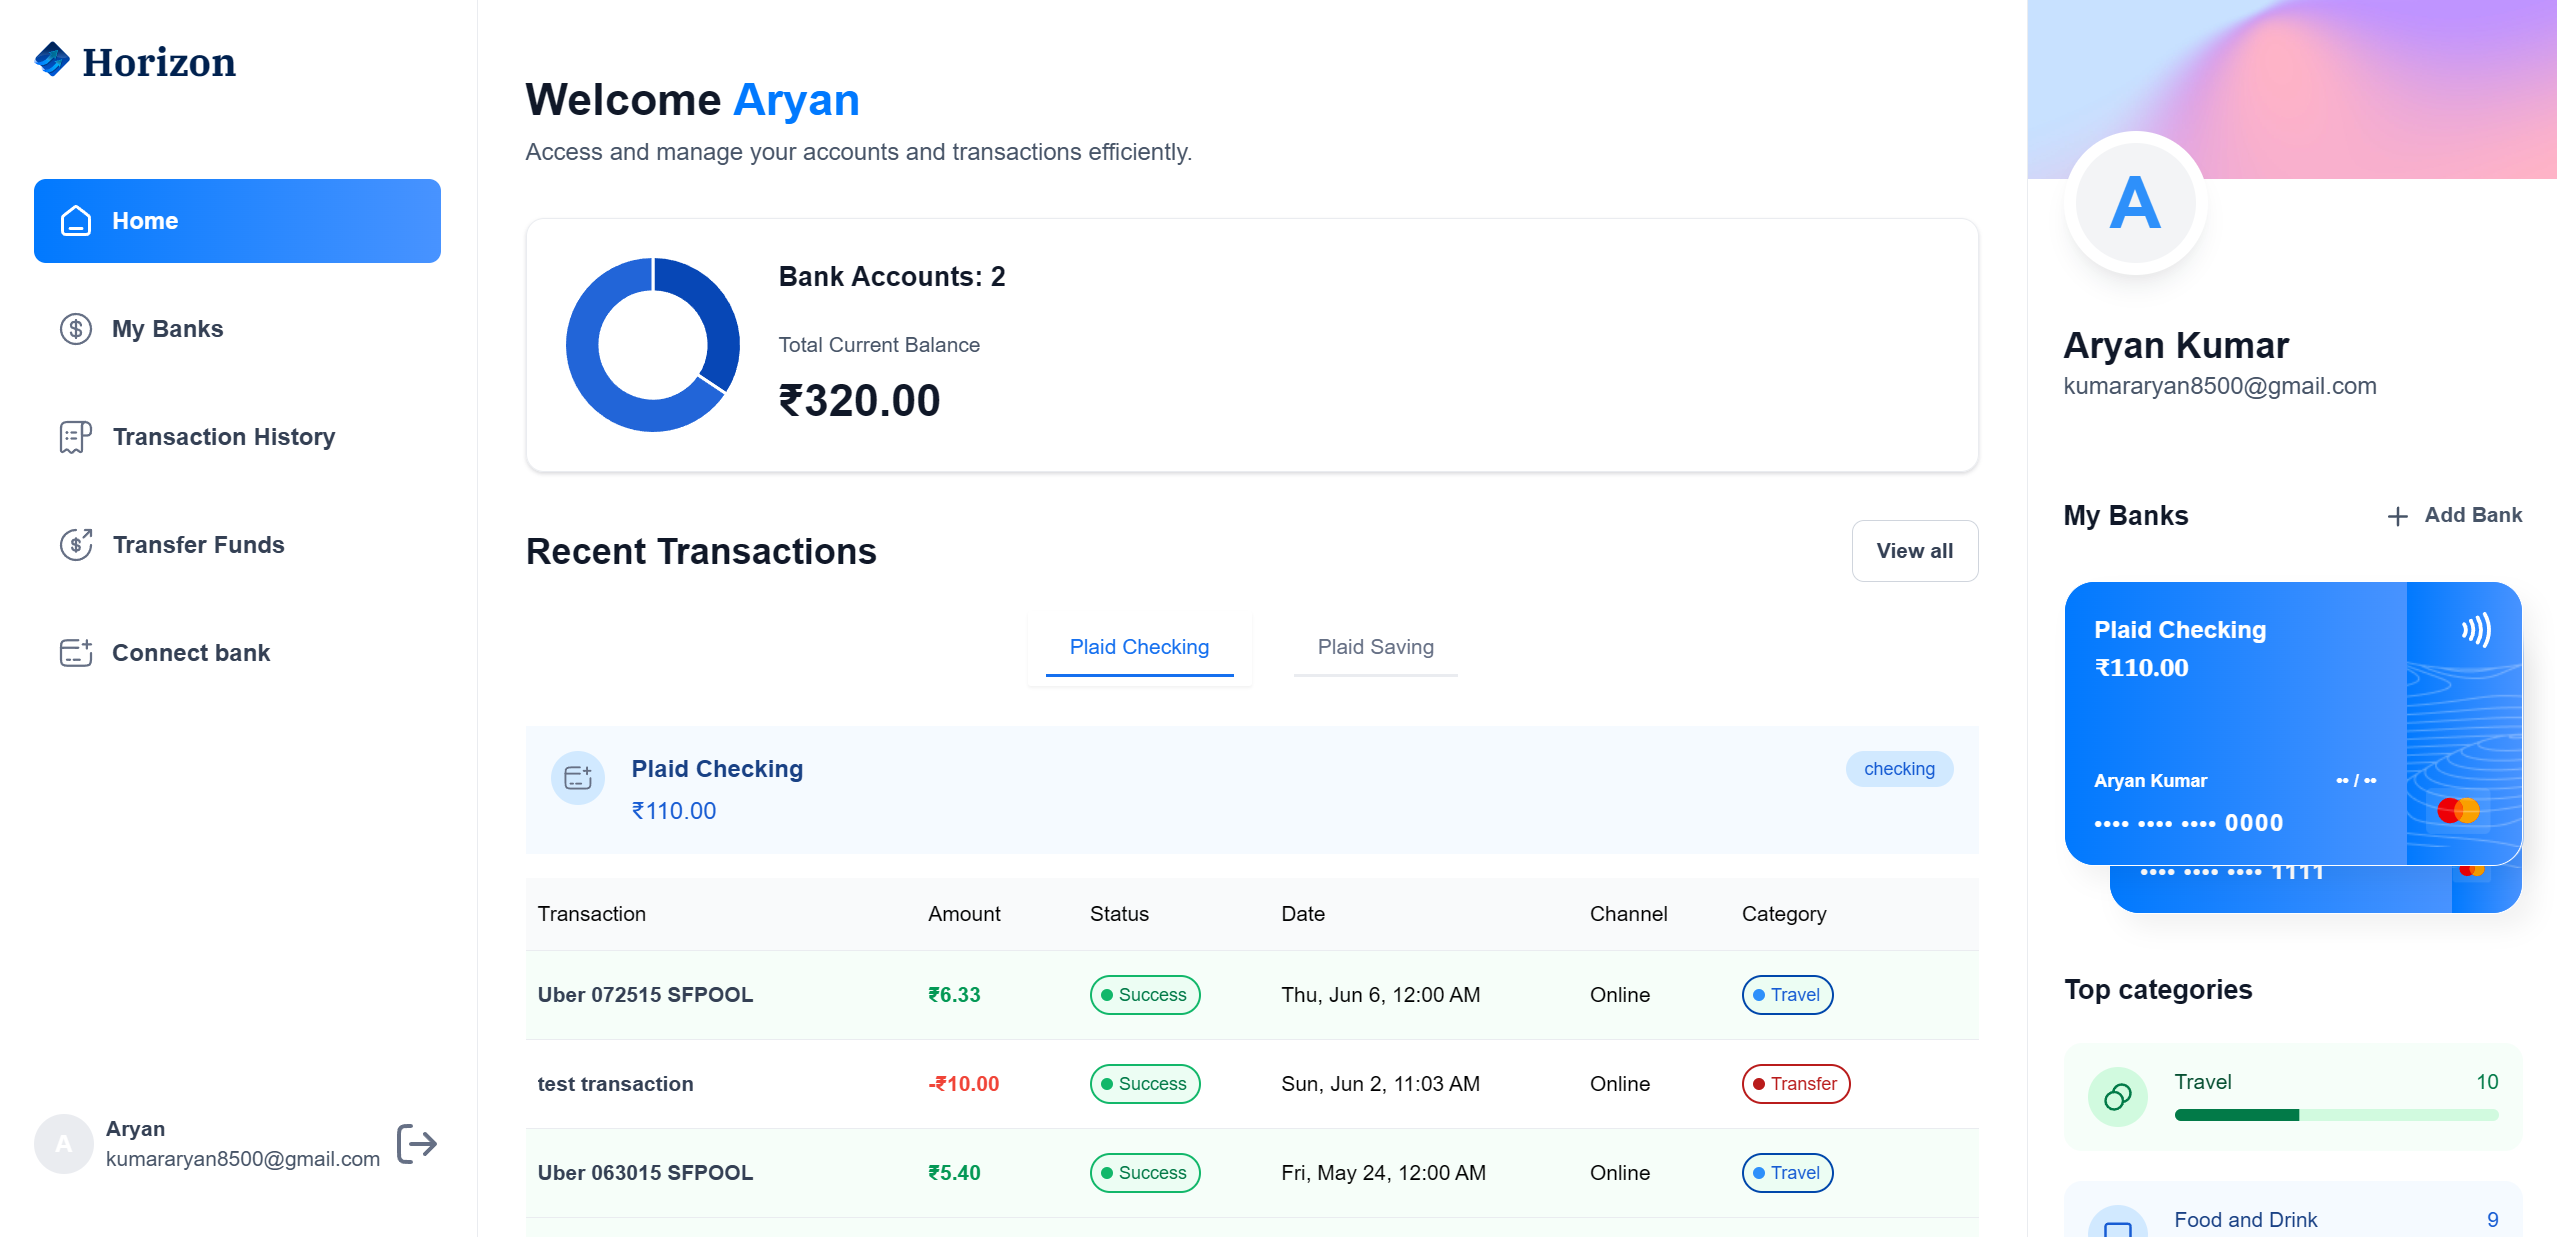 Horizon
Home
My Banks
Transaction History
Transfer Funds
Connect bank
A
Aryan
kumararyan8500@gmail.com
Welcome Aryan
Access and manage your accounts and transactions efficiently.
Bank Accounts: 2
Total Current Balance
₹320.00
Recent Transactions
View all
Plaid Checking
Plaid Saving
Plaid Checking
₹110.00
checking
Transaction Amount Status Date Channel Category
Uber 072515 SFPOOL ₹6.33 Success Thu, Jun 6, 12:00 AM Online Travel
test transaction -₹10.00 Success Sun, Jun 2, 11:03 AM Online Transfer
Uber 063015 SFPOOL ₹5.40 Success Fri, May 24, 12:00 AM Online Travel
A
Aryan Kumar
kumararyan8500@gmail.com
My Banks
Add Bank
Plaid Checking
₹110.00
Aryan Kumar •• / ••
•••• •••• •••• 0000
•••• •••• •••• 1111
Top categories
Travel 10
Food and Drink 9